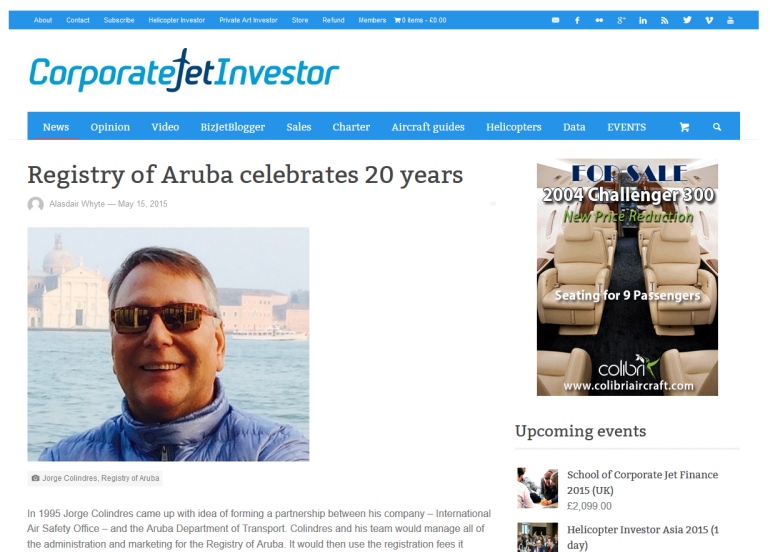 About Contact Subscribe Helicopter Investor Private Art Investor Store Refund Members 0 items - £0.00
CorporateJetInvestor
News Opinion Video BizJetBlogger Sales Charter Aircraft guides Helicopters Data EVENTS
Registry of Aruba celebrates 20 years
Alasdair Whyte — May 15, 2015
Jorge Colindres, Registry of Aruba
In 1995 Jorge Colindres came up with idea of forming a partnership between his company – International
Air Safety Office – and the Aruba Department of Transport. Colindres and his team would manage all of
the administration and marketing for the Registry of Aruba. It would then use the registration fees it
FOR SALE
2004 Challenger 300
New Price Reduction
Seating for 9 Passengers
colibri
www.colibriaircraft.com
Upcoming events
School of Corporate Jet Finance
2015 (UK)
£2,099.00
Helicopter Investor Asia 2015 (1
day)